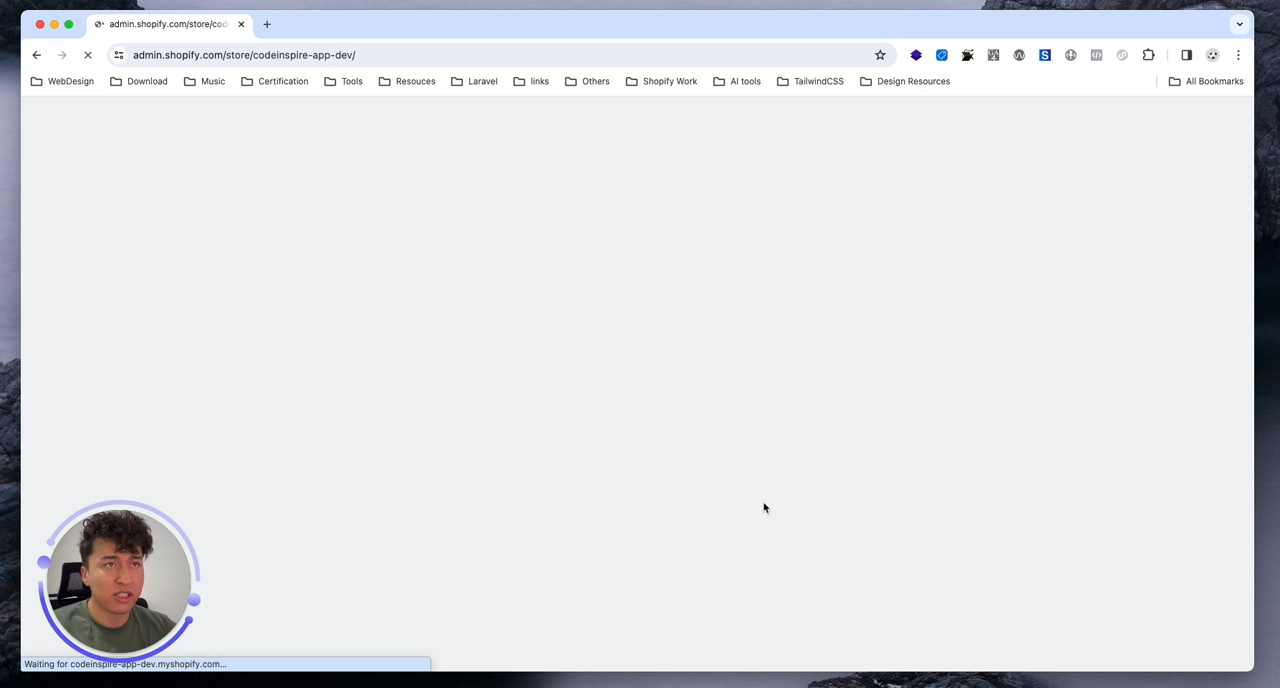 admin.shopify.com/store/cod
admin.shopify.com/store/codeinspire-app-dev/
WebDesign
Download
Music
Certification
Tools
Resouces
Laravel
links
Others
Shopify Work
AI tools
TailwindCSS
Design Resources
All Bookmarks
Waiting for codeinspire-app-dev.myshopify.com...